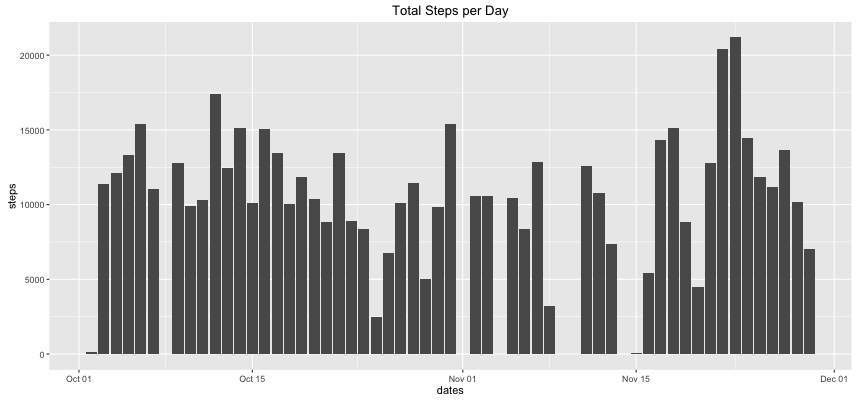 Total Steps per Day
steps
20000
15000
10000
5000
0
Oct 01
Oct 15
Nov 01
Nov 15
Dec 01
dates